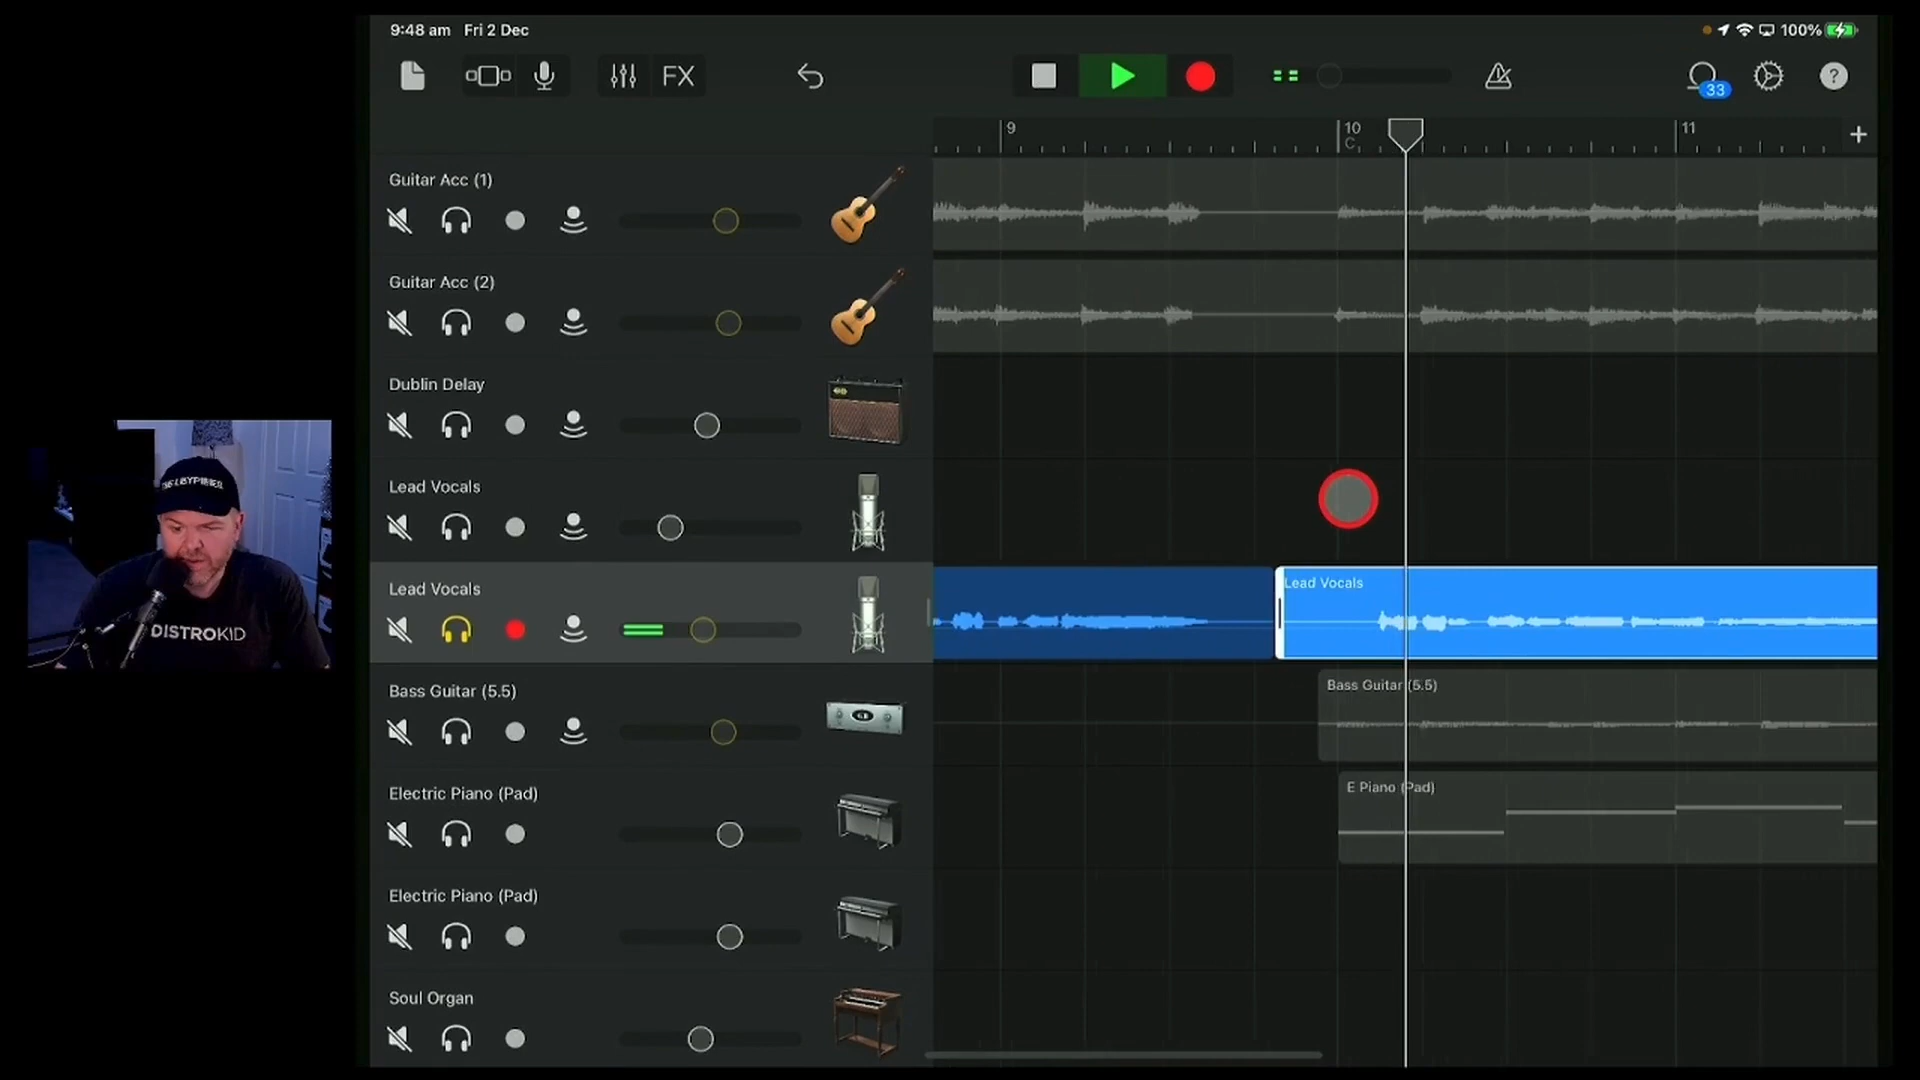 9:48 am Fri 2 Dec
100%
FX
33
?
9
10
C
11
+
Guitar Acc (1)
Guitar Acc (2)
Dublin Delay
Lead Vocals
Lead Vocals
Lead Vocals
Bass Guitar (5.5)
Bass Guitar (5.5)
Electric Piano (Pad)
E Piano (Pad)
Electric Piano (Pad)
Soul Organ
DISTROKID